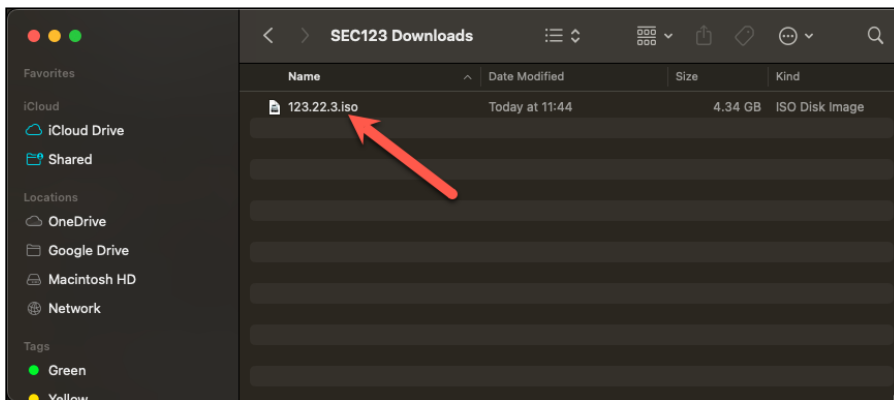 SEC123 Downloads
Favorites
iCloud
iCloud Drive
Shared
Locations
OneDrive
Google Drive
Macintosh HD
Network
Tags
Green
Yellow
Name Date Modified Size Kind
123.22.3.iso Today at 11:44 4.34 GB ISO Disk Image